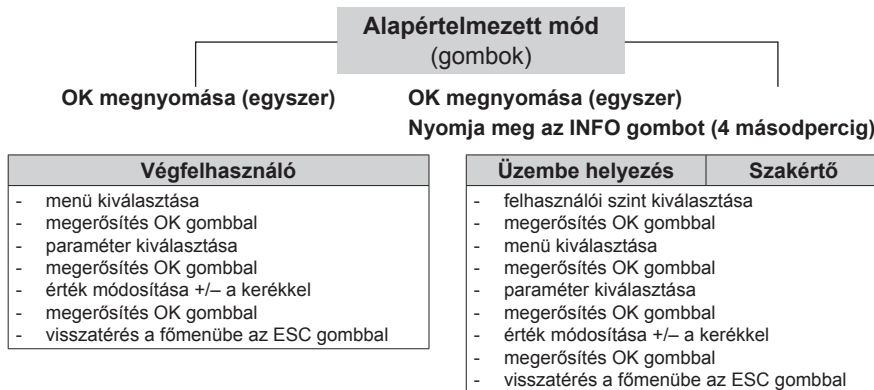 Alapértelmezett mód
(gombok)
OK megnyomása (egyszer)
OK megnyomása (egyszer)
Nyomja meg az INFO gombot (4 másodpercig)
Végfelhasználó
- menü kiválasztása
- megerősítés OK gombbal
- paraméter kiválasztása
- megerősítés OK gombbal
- érték módosítása +/– a kerékkel
- megerősítés OK gombbal
- visszatérés a főmenübe az ESC gombbal
Üzembe helyezés Szakértő
- felhasználói szint kiválasztása
- megerősítés OK gombbal
- menü kiválasztása
- megerősítés OK gombbal
- paraméter kiválasztása
- megerősítés OK gombbal
- érték módosítása +/– a kerékkel
- megerősítés OK gombbal
- visszatérés a főmenübe az ESC gombbal